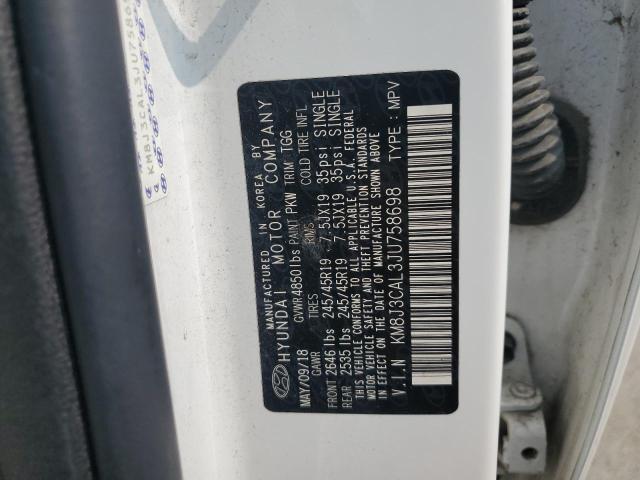 MANUFACTURED IN KOREA BY
HYUNDAI MOTOR COMPANY
MAY/09/18 GVWR 4850lbs PAINT PKW TRIM TGG
GAWR TIRES RIMS COLD TIRE INFL.
FRONT 2646 lbs 245/45R19 7.5JX19 35psi SINGLE
REAR 2535 lbs 245/45R19 7.5JX19 35psi SINGLE
THIS VEHICLE CONFORMS TO ALL APPLICABLE U.S.A. FEDERAL
MOTOR VEHICLE SAFETY AND THEFT PREVENTION STANDARDS
IN EFFECT ON THE DATE OF MANUFACTURE SHOWN ABOVE.
V.I.N KM8J3CAL3JU758698 TYPE: MPV
KM8J3CAL3JU7586